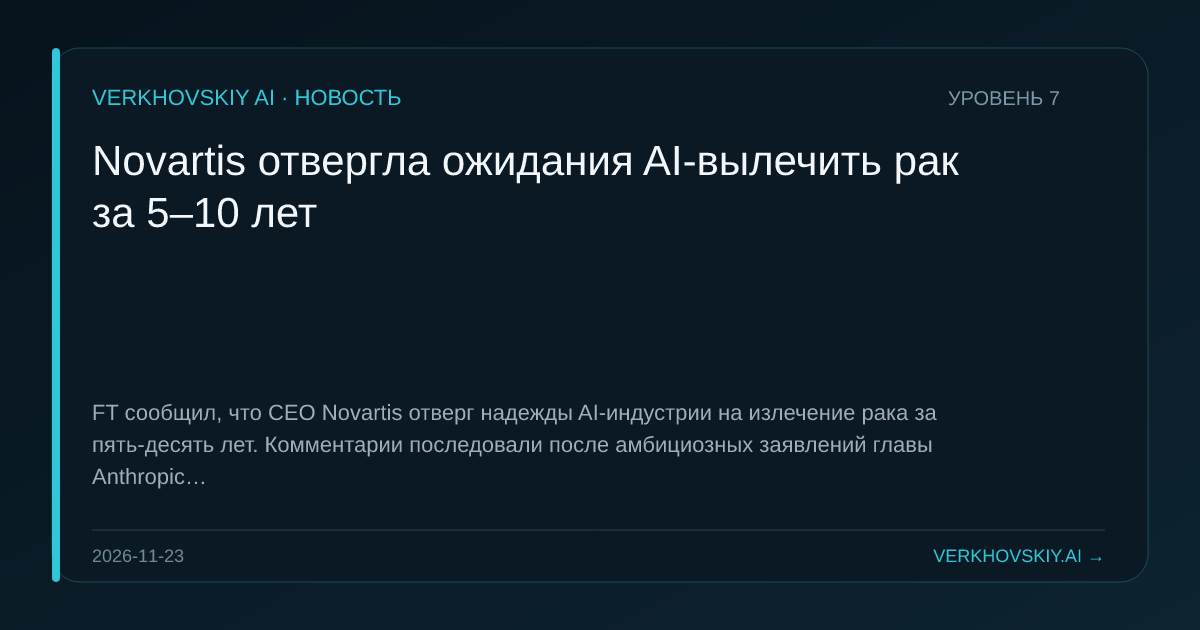 VERKHOVSKIY AI · НОВОСТЬ
УРОВЕНЬ 7
Novartis отвергла ожидания AI-вылечить рак
за 5–10 лет
FT сообщил, что CEO Novartis отверг надежды AI-индустрии на излечение рака за
пять-десять лет. Комментарии последовали после амбициозных заявлений главы
Anthropic…
2026-11-23
VERKHOVSKIY.AI →